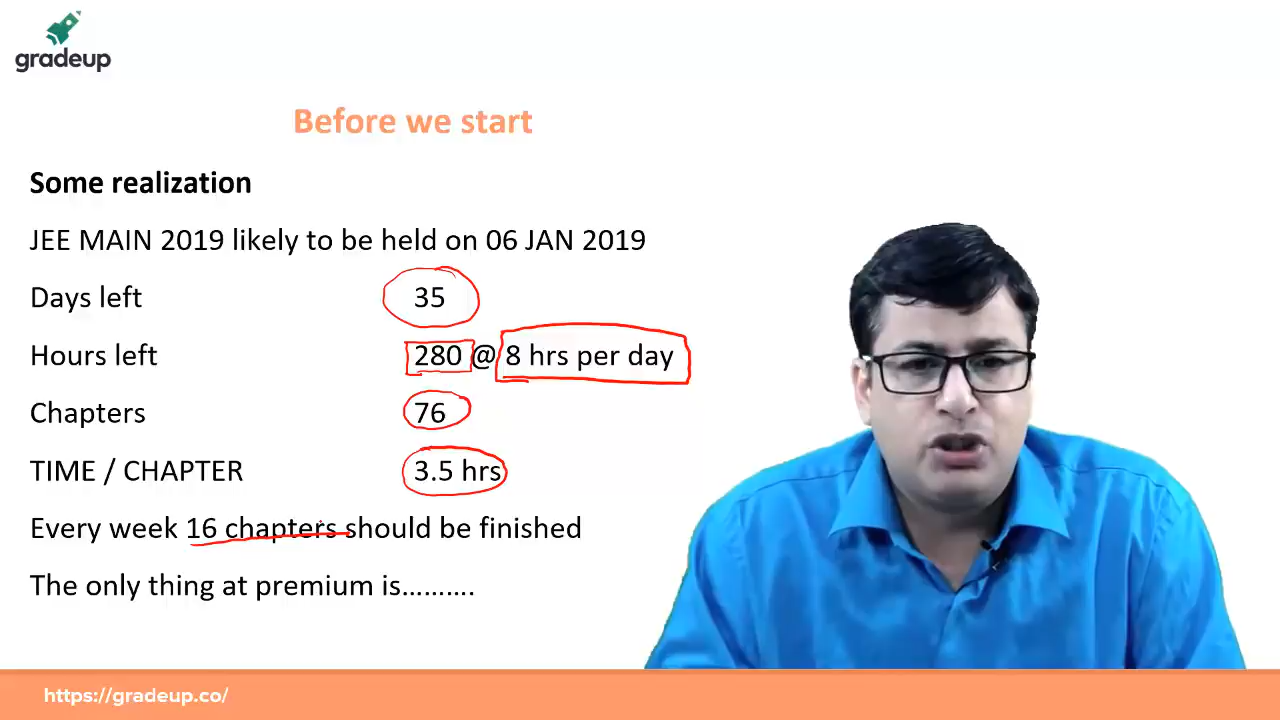 gradeup
Before we start
Some realization
JEE MAIN 2019 likely to be held on 06 JAN 2019
Days left 35
Hours left 280 @ 8 hrs per day
Chapters 76
TIME / CHAPTER 3.5 hrs
Every week 16 chapters should be finished
The only thing at premium is……….
https://gradeup.co/